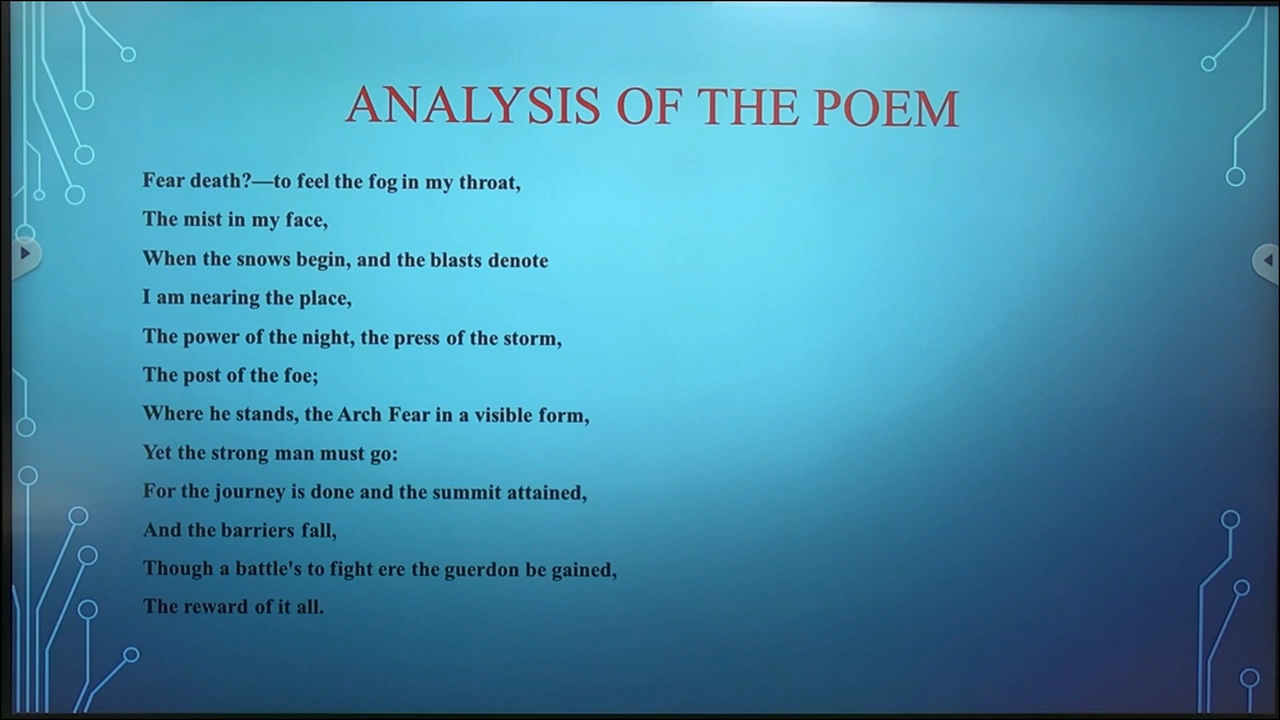 ANALYSIS OF THE POEM
Fear death?—to feel the fog in my throat,
The mist in my face,
When the snows begin, and the blasts denote
I am nearing the place,
The power of the night, the press of the storm,
The post of the foe;
Where he stands, the Arch Fear in a visible form,
Yet the strong man must go:
For the journey is done and the summit attained,
And the barriers fall,
Though a battle's to fight ere the guerdon be gained,
The reward of it all.